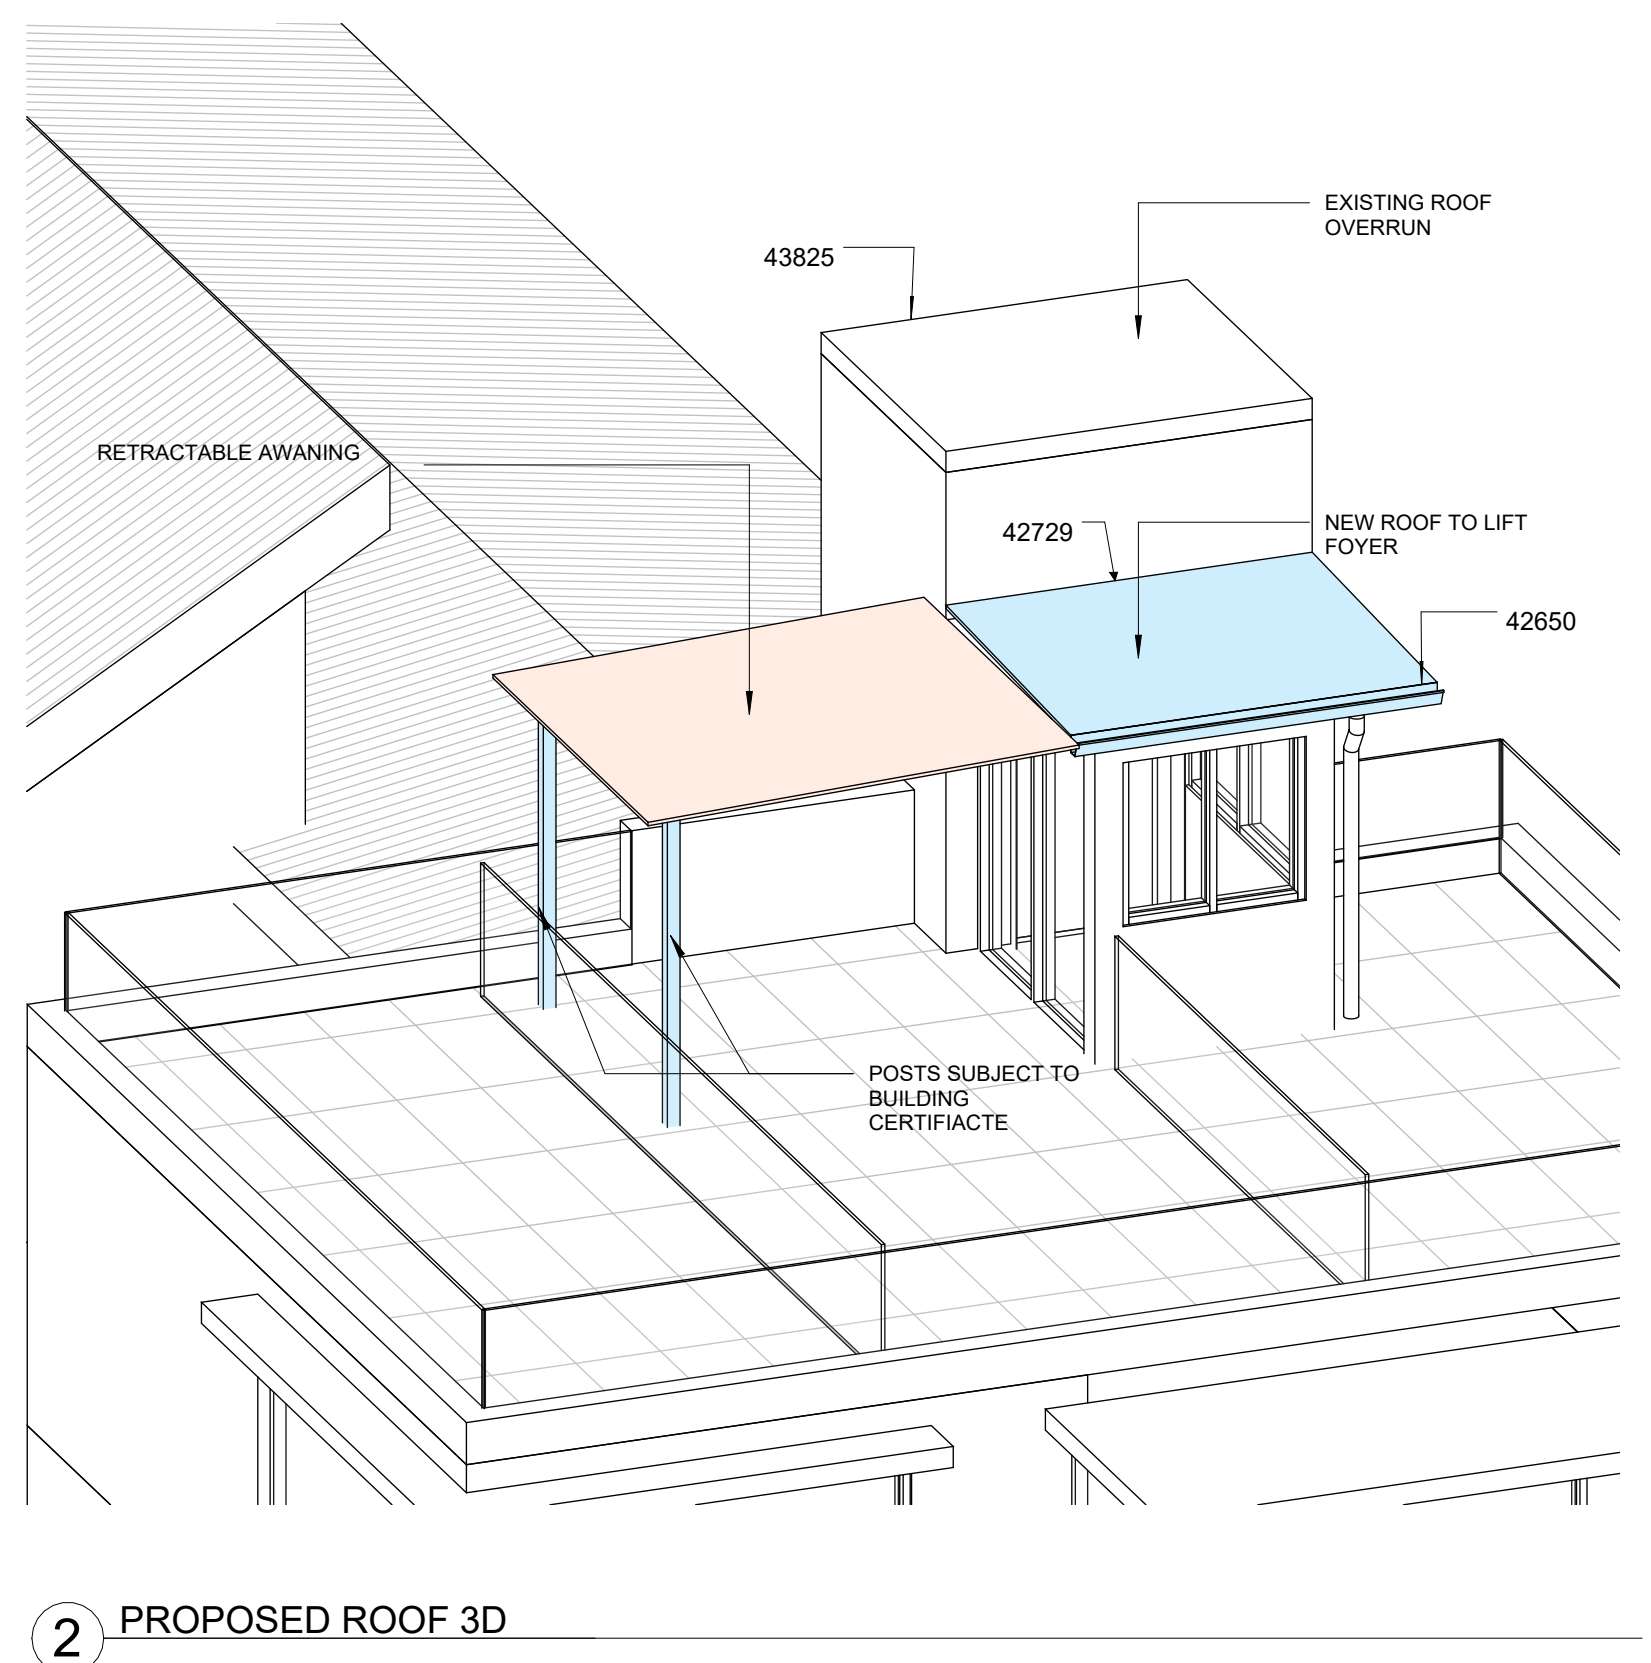 EXISTING ROOF
OVERRUN
43825
RETRACTABLE AWANING
42729
NEW ROOF TO LIFT
FOYER
42650
POSTS SUBJECT TO
BUILDING
CERTIFIACTE
2
PROPOSED ROOF 3D